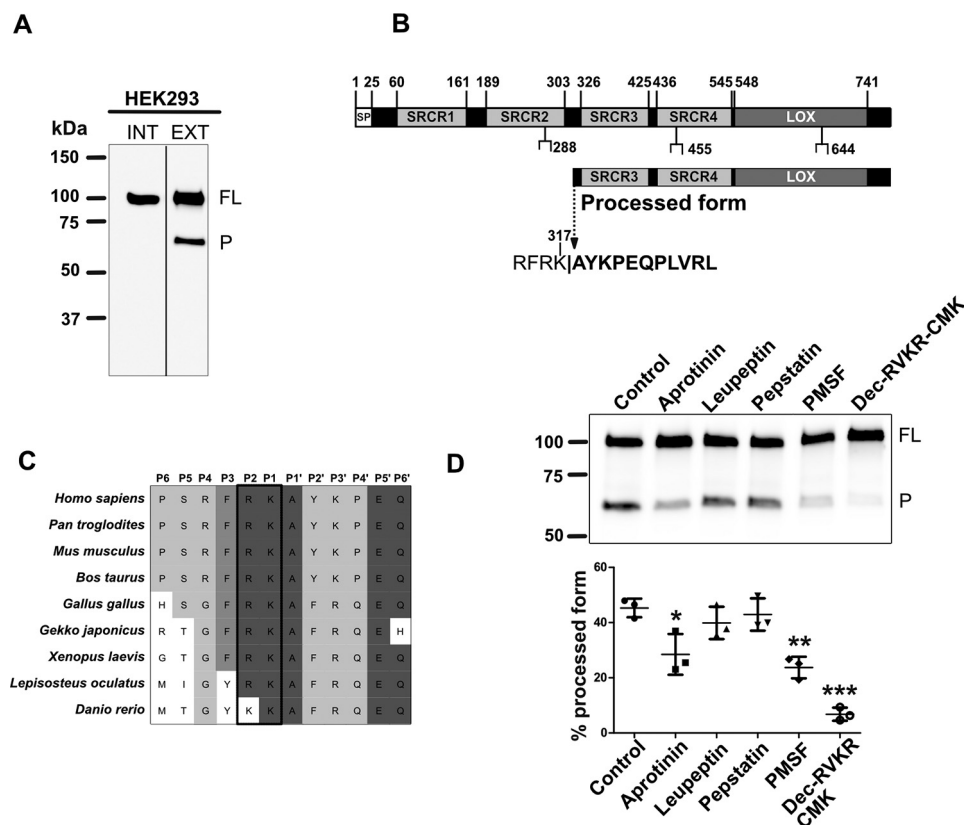 A
HEK293
kDa INT EXT
150
100 FL
75
P
50
37
B
1 25 60 161 189 303 326 425 436 545 548 741
SP SRCR1 SRCR2 SRCR3 SRCR4 LOX
288 455 644
SRCR3 SRCR4 LOX
Processed form
317
RFRK|AYKPEQPLVRL
C
P6 P5 P4 P3 P2 P1 P1' P2' P3' P4' P5' P6'
Homo sapiens P S R F R K A Y K P E Q
Pan troglodites P S R F R K A Y K P E Q
Mus musculus P S R F R K A Y K P E Q
Bos taurus P S R F R K A Y K P E Q
Gallus gallus H S G F R K A F R Q E Q
Gekko japonicus R T G F R K A F R Q E H
Xenopus laevis G T G F R K A F R Q E Q
Lepisosteus oculatus M I G Y R K A F R Q E Q
Danio rerio M T G Y K K A F R Q E Q
D
Control Aprotinin Leupeptin Pepstatin PMSF Dec-RVKR-CMK
100 FL
75
P
50
% processed form
60
40
20
0
* ** ***
Control Aprotinin Leupeptin Pepstatin PMSF Dec-RVKR
CMK